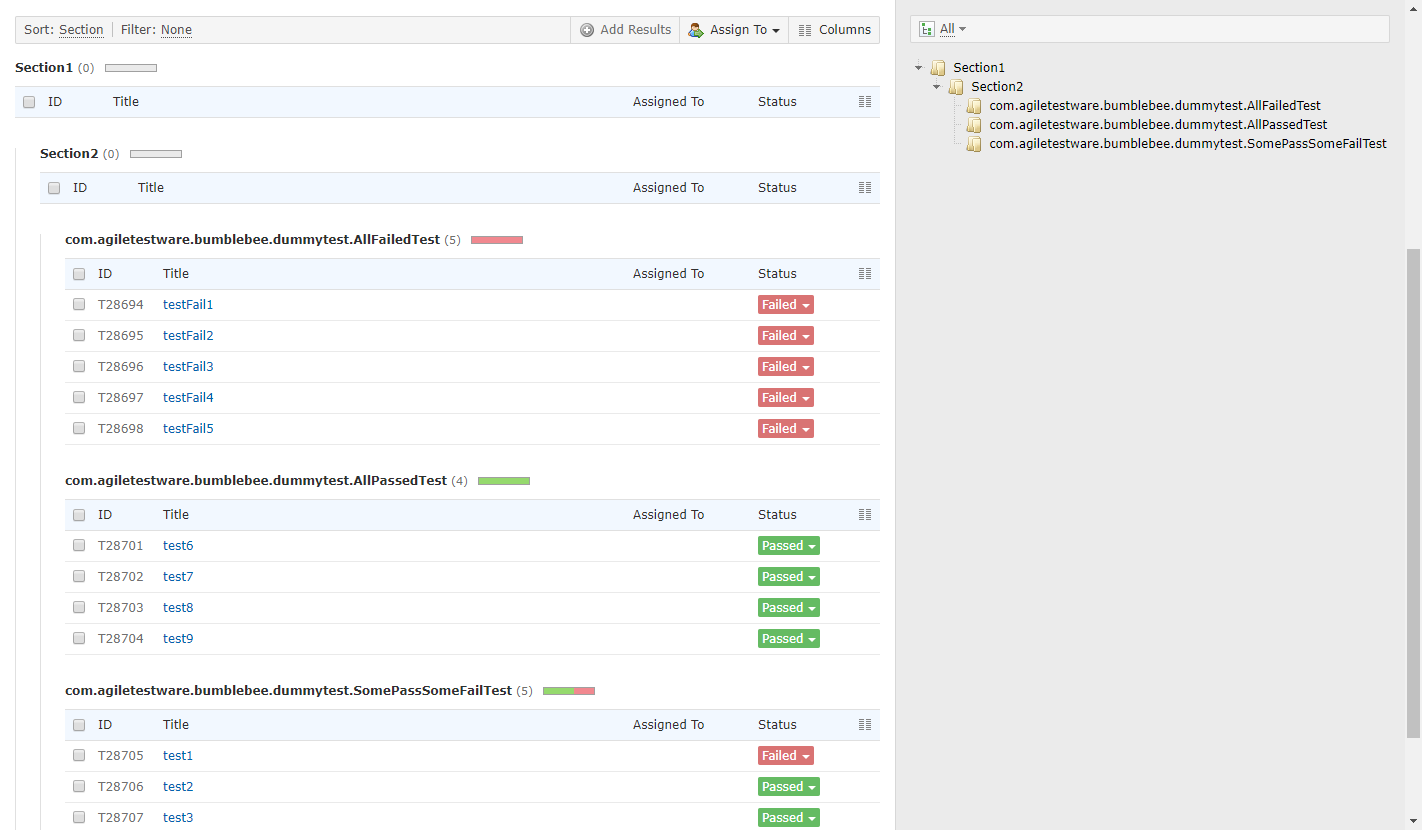 Sort: Section Filter: None Add Results Assign To Columns
Section1 (0)
ID Title Assigned To Status
Section2 (0)
ID Title Assigned To Status
com.agiletestware.bumblebee.dummytest.AllFailedTest (5)
ID Title Assigned To Status
T28694 testFail1 Failed
T28695 testFail2 Failed
T28696 testFail3 Failed
T28697 testFail4 Failed
T28698 testFail5 Failed
com.agiletestware.bumblebee.dummytest.AllPassedTest (4)
ID Title Assigned To Status
T28701 test6 Passed
T28702 test7 Passed
T28703 test8 Passed
T28704 test9 Passed
com.agiletestware.bumblebee.dummytest.SomePassSomeFailTest (5)
ID Title Assigned To Status
T28705 test1 Failed
T28706 test2 Passed
T28707 test3 Passed
All
Section1
Section2
com.agiletestware.bumblebee.dummytest.AllFailedTest
com.agiletestware.bumblebee.dummytest.AllPassedTest
com.agiletestware.bumblebee.dummytest.SomePassSomeFailTest